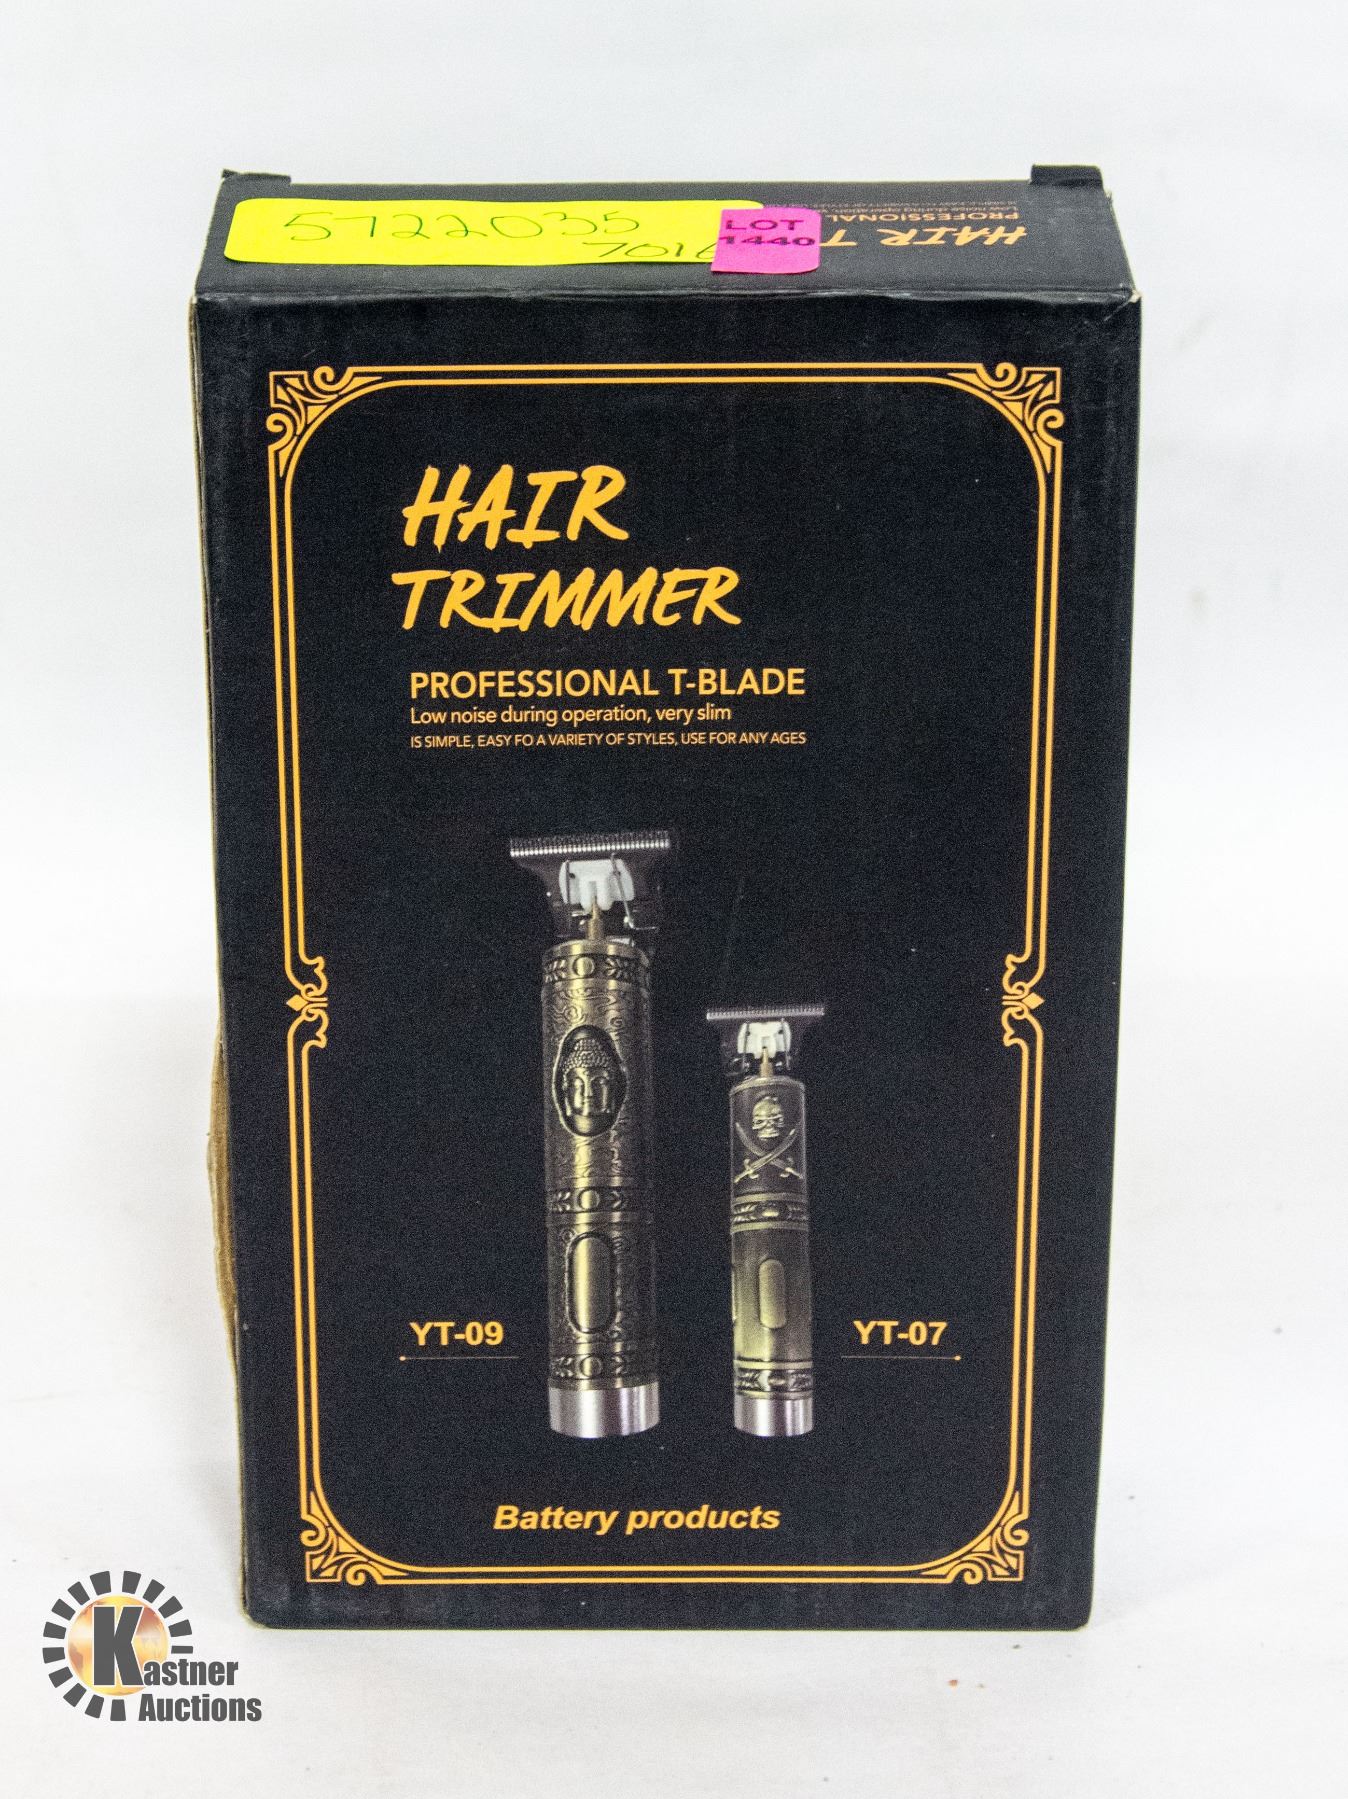 5722035
7016
LOT
1440
HAIR T
PROFESSIONAL
HAIR
TRIMMER
PROFESSIONAL T-BLADE
Low noise during operation, very slim
IS SIMPLE, EASY FO A VARIETY OF STYLES, USE FOR ANY AGES
YT-09
YT-07
Battery products
Kastner
Auctions